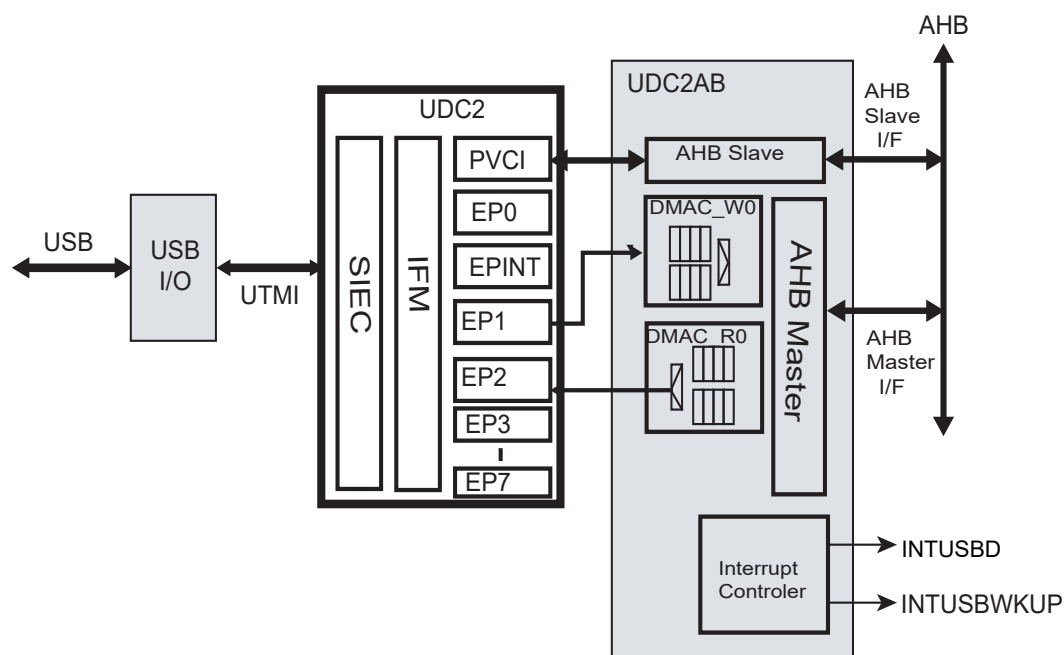 AHB
UDC2AB
AHB
Slave
I/F
UDC2
PVCI
AHB Slave
EP0
DMAC_W0
USB
USB
I/O
UTMI
SIEC
IFM
EPINT
AHB Master
EP1
DMAC_R0
AHB
Master
I/F
EP2
EP3
EP7
Interrupt
Controler
INTUSBD
INTUSBWKUP